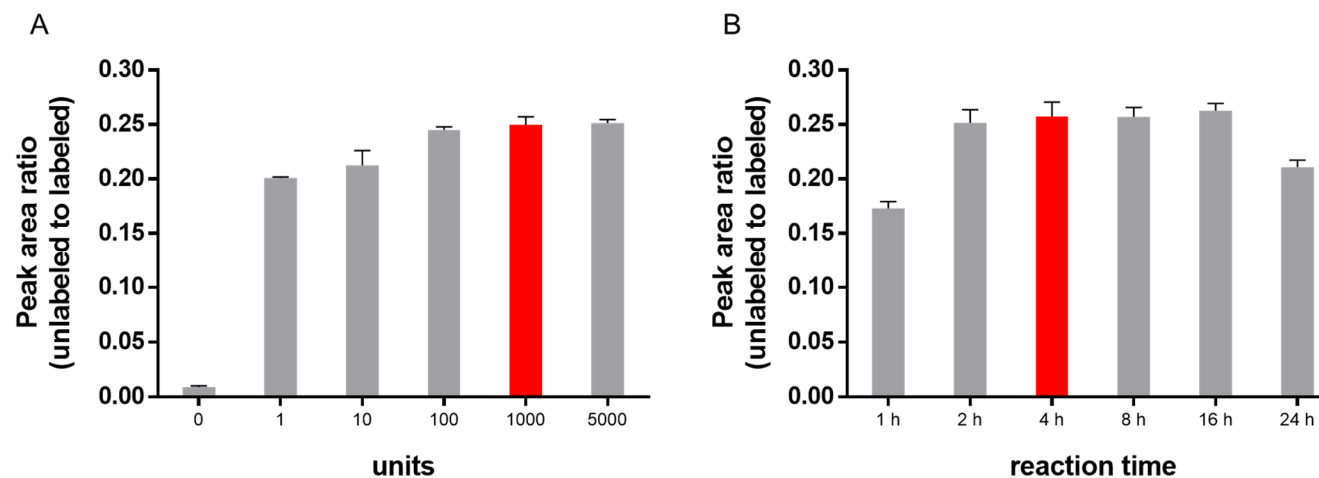 A
B
0.30
0.25
0.20
0.15
0.10
0.05
0.00
Peak area ratio
(unlabeled to labeled)
0 1 10 100 1000 5000
units
0.30
0.25
0.20
0.15
0.10
0.05
0.00
Peak area ratio
(unlabeled to labeled)
1 h 2 h 4 h 8 h 16 h 24 h
reaction time